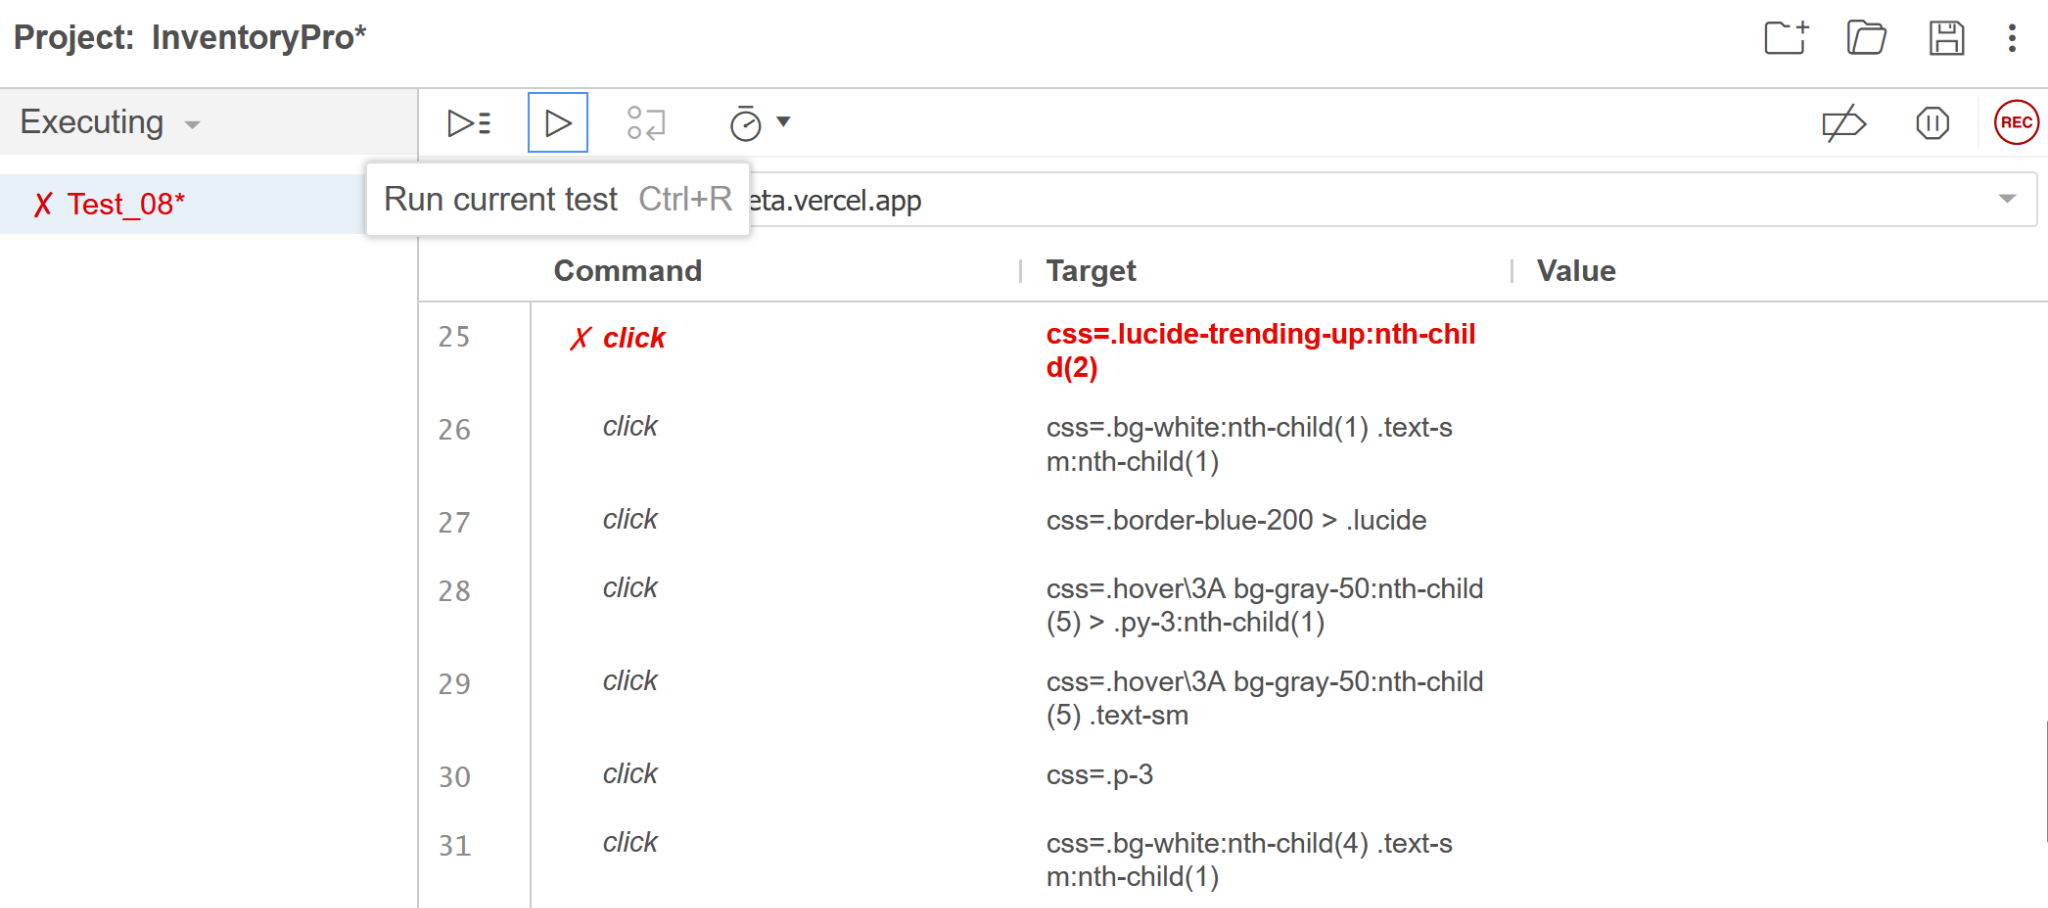 Project: InventoryPro*
Executing
REC
Test_08*
Run current test Ctrl+R
eta.vercel.app
Command Target Value
25 ✗ click css=.lucide-trending-up:nth-chil
d(2)
26 click css=.bg-white:nth-child(1) .text-s
m:nth-child(1)
27 click css=.border-blue-200 > .lucide
28 click css=.hover\3A bg-gray-50:nth-child
(5) > .py-3:nth-child(1)
29 click css=.hover\3A bg-gray-50:nth-child
(5) .text-sm
30 click css=.p-3
31 click css=.bg-white:nth-child(4) .text-s
m:nth-child(1)